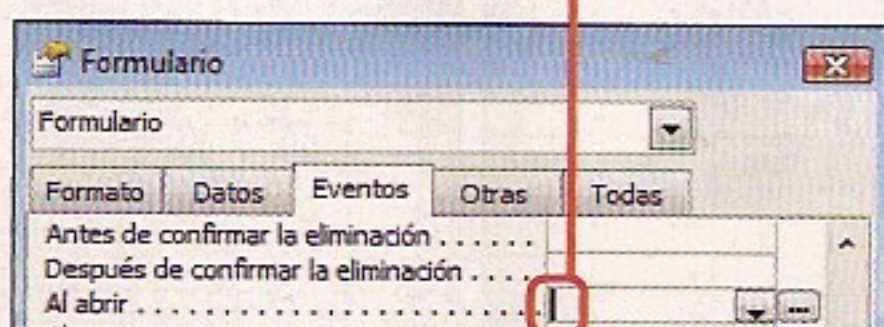 Formulario
Formulario
Formato Datos Eventos Otras Todas
Antes de confirmar la eliminación . . . . . .
Después de confirmar la eliminación . . . .
Al abrir . . . . . . . . . . . . . . . . . . . . . . . . . .